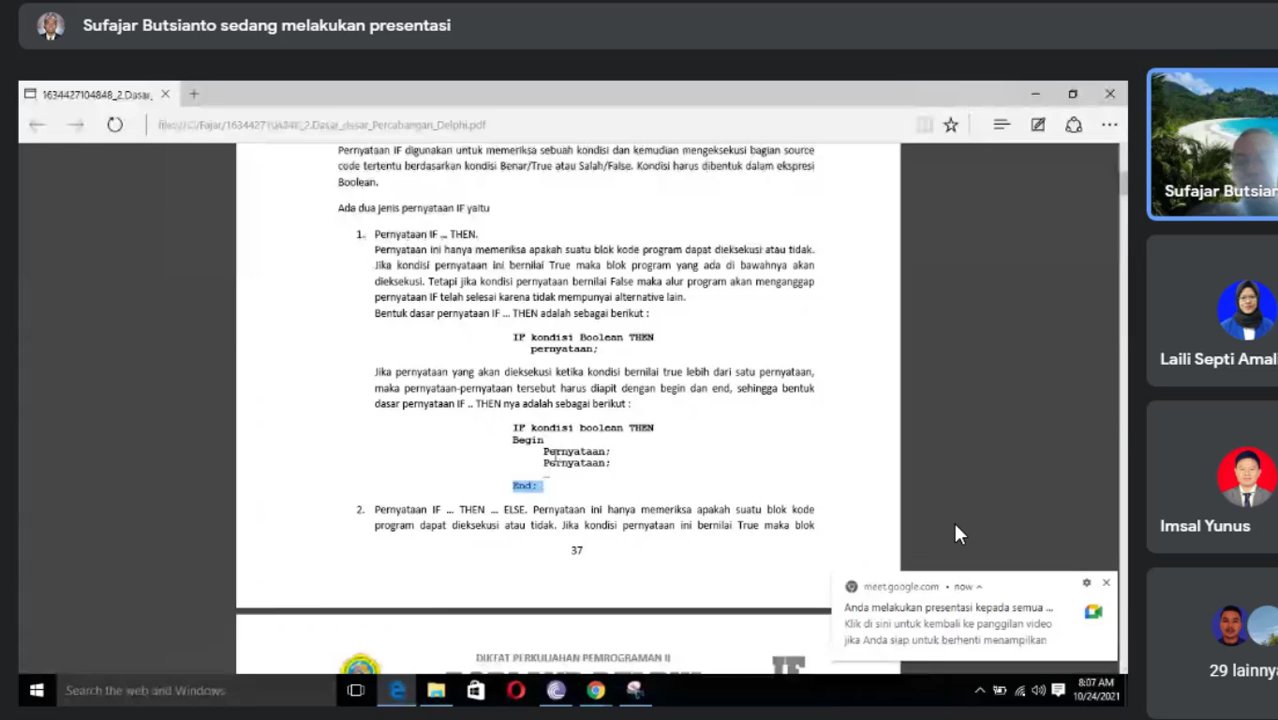 Sufajar Butsianto sedang melakukan presentasi
1634427104848_2.Dasar_
_2.Dasar_dasar_Percabangan_Delphi.pdf
Pernyataan IF digunakan untuk memeriksa sebuah kondisi dan kemudian mengeksekusi bagian source
code tertentu berdasarkan kondisi Benar/True atau Salah/False. Kondisi harus dibentuk dalam ekspresi
Boolean.
Ada dua jenis pernyataan IF yaitu
1. Pernyataan IF ... THEN.
Pernyataan ini hanya memeriksa apakah suatu blok kode program dapat dieksekusi atau tidak.
Jika kondisi pernyataan ini bernilai True maka blok program yang ada di bawahnya akan
dieksekusi. Tetapi jika kondisi pernyataan bernilai False maka alur program akan menganggap
pernyataan IF telah selesai karena tidak mempunyai alternative lain.
Bentuk dasar pernyataan IF ... THEN adalah sebagai berikut :
IF kondisi Boolean THEN
pernyataan;
Jika pernyataan yang akan dieksekusi ketika kondisi bernilai true lebih dari satu pernyataan,
maka pernyataan-pernyataan tersebut harus diapit dengan begin dan end, sehingga bentuk
dasar pernyataan IF .. THEN nya adalah sebagai berikut :
IF kondisi boolean THEN
Begin
Pernyataan;
Pernyataan;
End;
2. Pernyataan IF ... THEN ... ELSE. Pernyataan ini hanya memeriksa apakah suatu blok kode
program dapat dieksekusi atau tidak. Jika kondisi pernyataan ini bernilai True maka blok
37
DIKTAT PERKULIAHAN PEMROGRAMAN II
IF
Sufajar Butsian
Laili Septi Amal
Imsal Yunus
29 lainny
meet.google.com • now
Anda melakukan presentasi kepada semua ...
Klik di sini untuk kembali ke panggilan video
jika Anda siap untuk berhenti menampilkan
Search the web and Windows
8:07 AM
10/24/2021